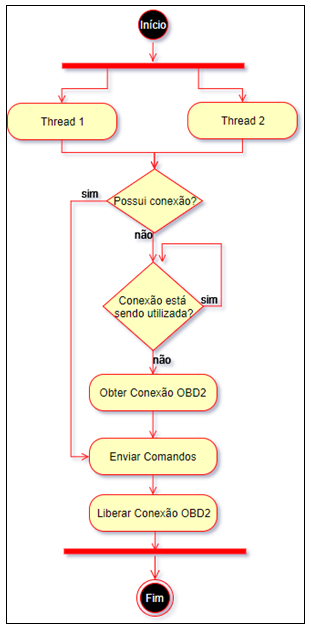 Início
Thread 1
Thread 2
Possui conexão?
sim
não
Conexão está
sendo utilizada?
sim
não
Obter Conexão OBD2
Enviar Comandos
Liberar Conexão OBD2
Fim